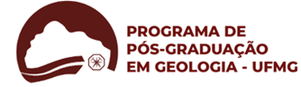 PROGRAMA DE
PÓS-GRADUAÇÃO
EM GEOLOGIA - UFMG